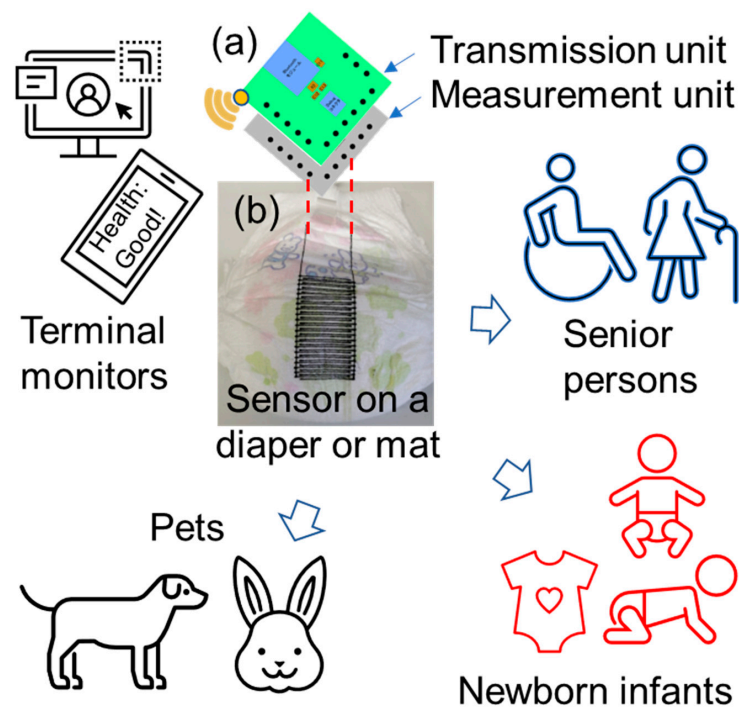 (a)
Transmission unit
Measurement unit
Health:
Good!
(b)
Terminal
monitors
Sensor on a
diaper or mat
Senior
persons
Pets
Newborn infants